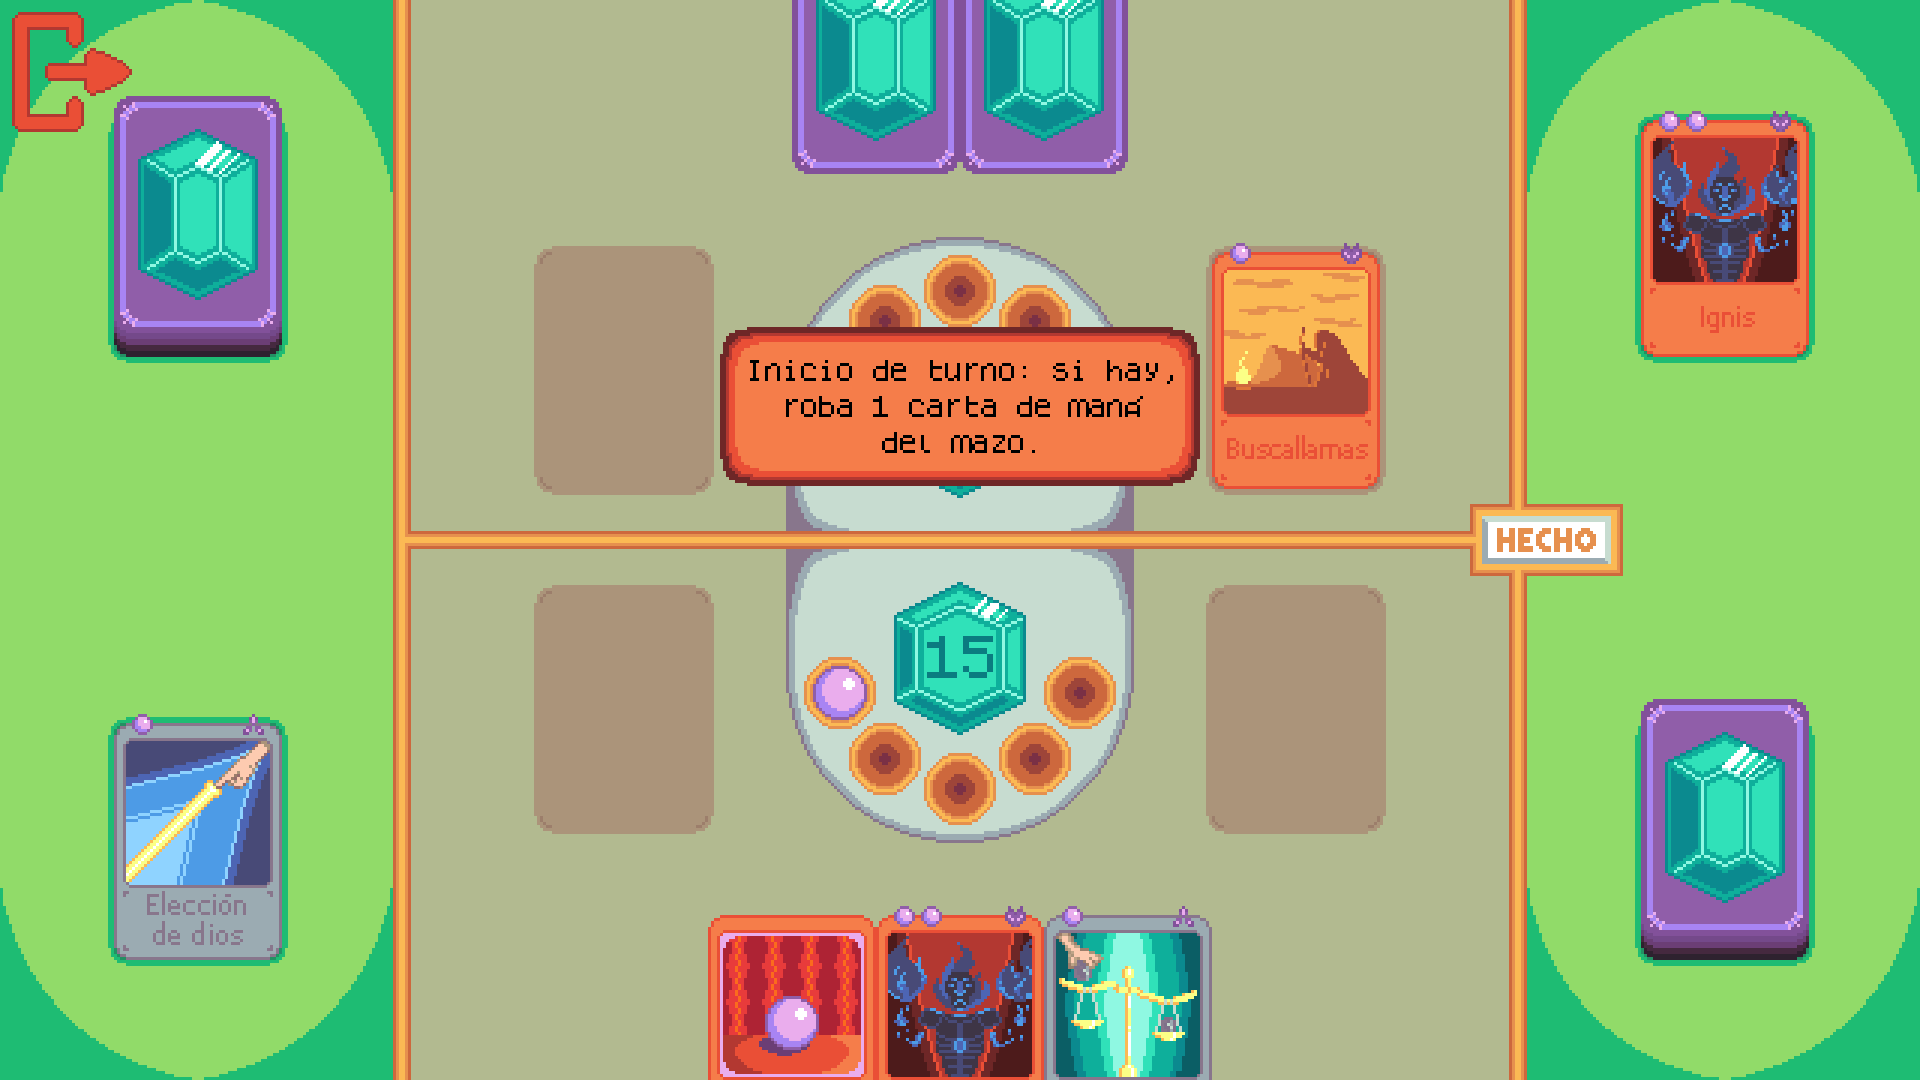 Ignis
Inicio de turno: si hay,
roba 1 carta de maná
del mazo.
Buscallamas
HECHO
15
Elección
de dios